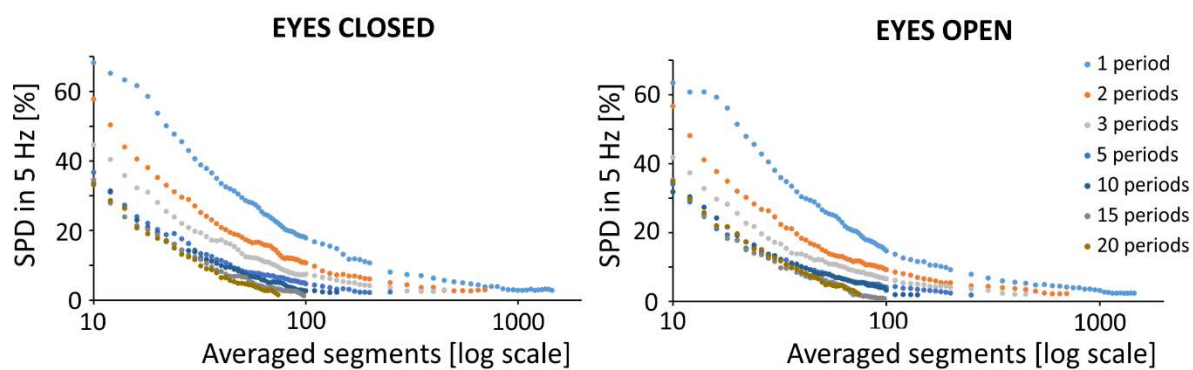 EYES CLOSED
SPD in 5 Hz [%]
60
40
20
0
10
100
1000
Averaged segments [log scale]
EYES OPEN
SPD in 5 Hz [%]
60
40
20
0
10
100
1000
Averaged segments [log scale]
1 period
2 periods
3 periods
5 periods
10 periods
15 periods
20 periods